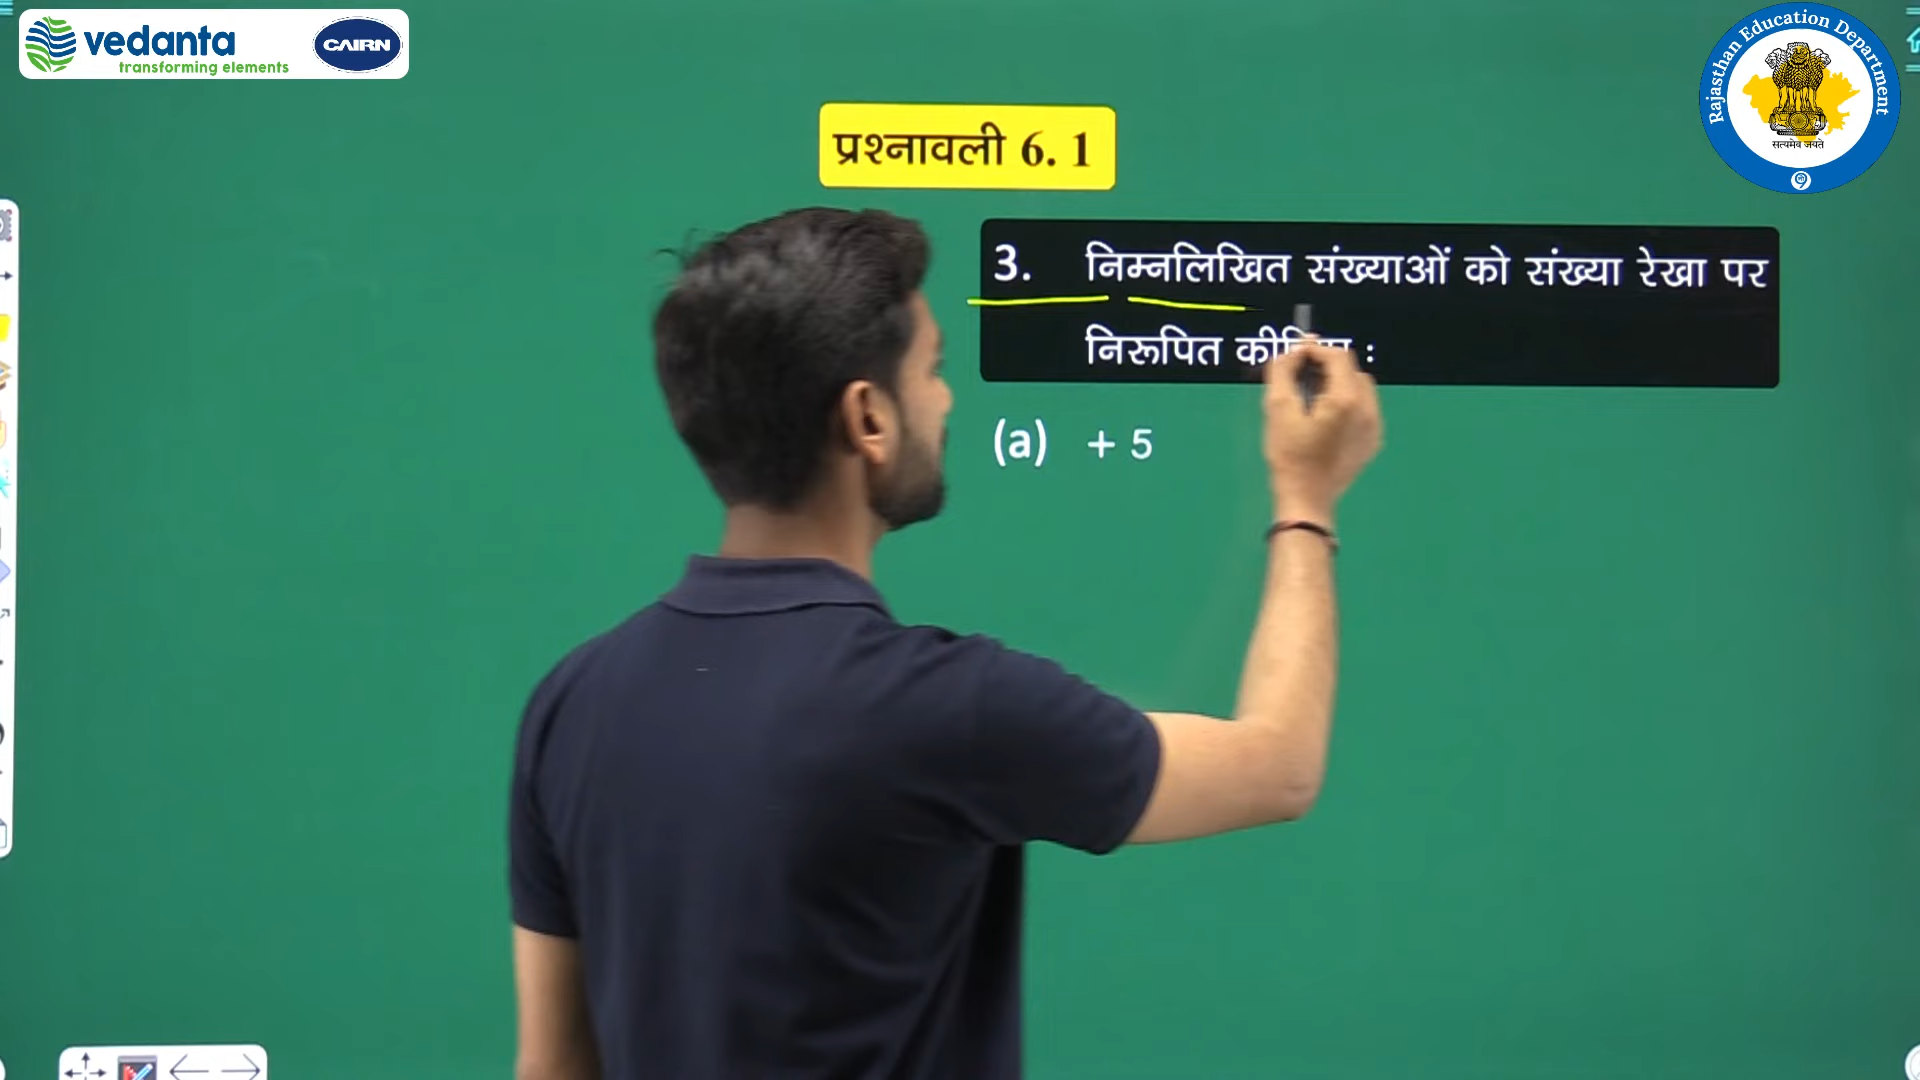 vedanta
transforming elements
CAIRN
Rajasthan Education Department
सत्यमेव जयते
प्रश्नावली 6. 1
3. निम्नलिखित संख्याओं को संख्या रेखा पर
निरूपित :
(a) + 5